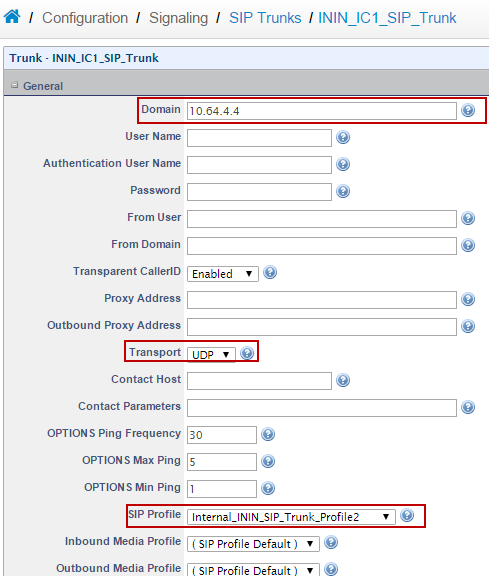 / Configuration / Signaling / SIP Trunks / ININ_IC1_SIP_Trunk
Trunk - ININ_IC1_SIP_Trunk
General
Domain 10.64.4.4
User Name
Authentication User Name
Password
From User
From Domain
Transparent CallerID Enabled
Proxy Address
Outbound Proxy Address
Transport UDP
Contact Host
Contact Parameters
OPTIONS Ping Frequency 30
OPTIONS Max Ping 5
OPTIONS Min Ping 1
SIP Profile Internal_ININ_SIP_Trunk_Profile2
Inbound Media Profile ( SIP Profile Default )
Outbound Media Profile ( SIP Profile Default )